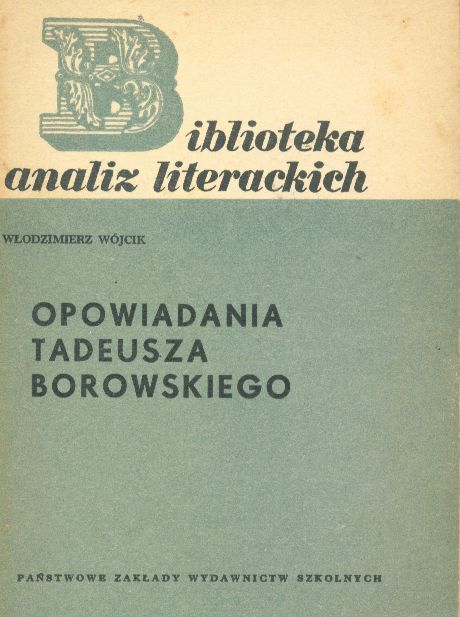 Biblioteka
analiz literackich
WŁODZIMIERZ WÓJCIK
OPOWIADANIA
TADEUSZA
BOROWSKIEGO
PAŃSTWOWE ZAKŁADY WYDAWNICTW SZKOLNYCH